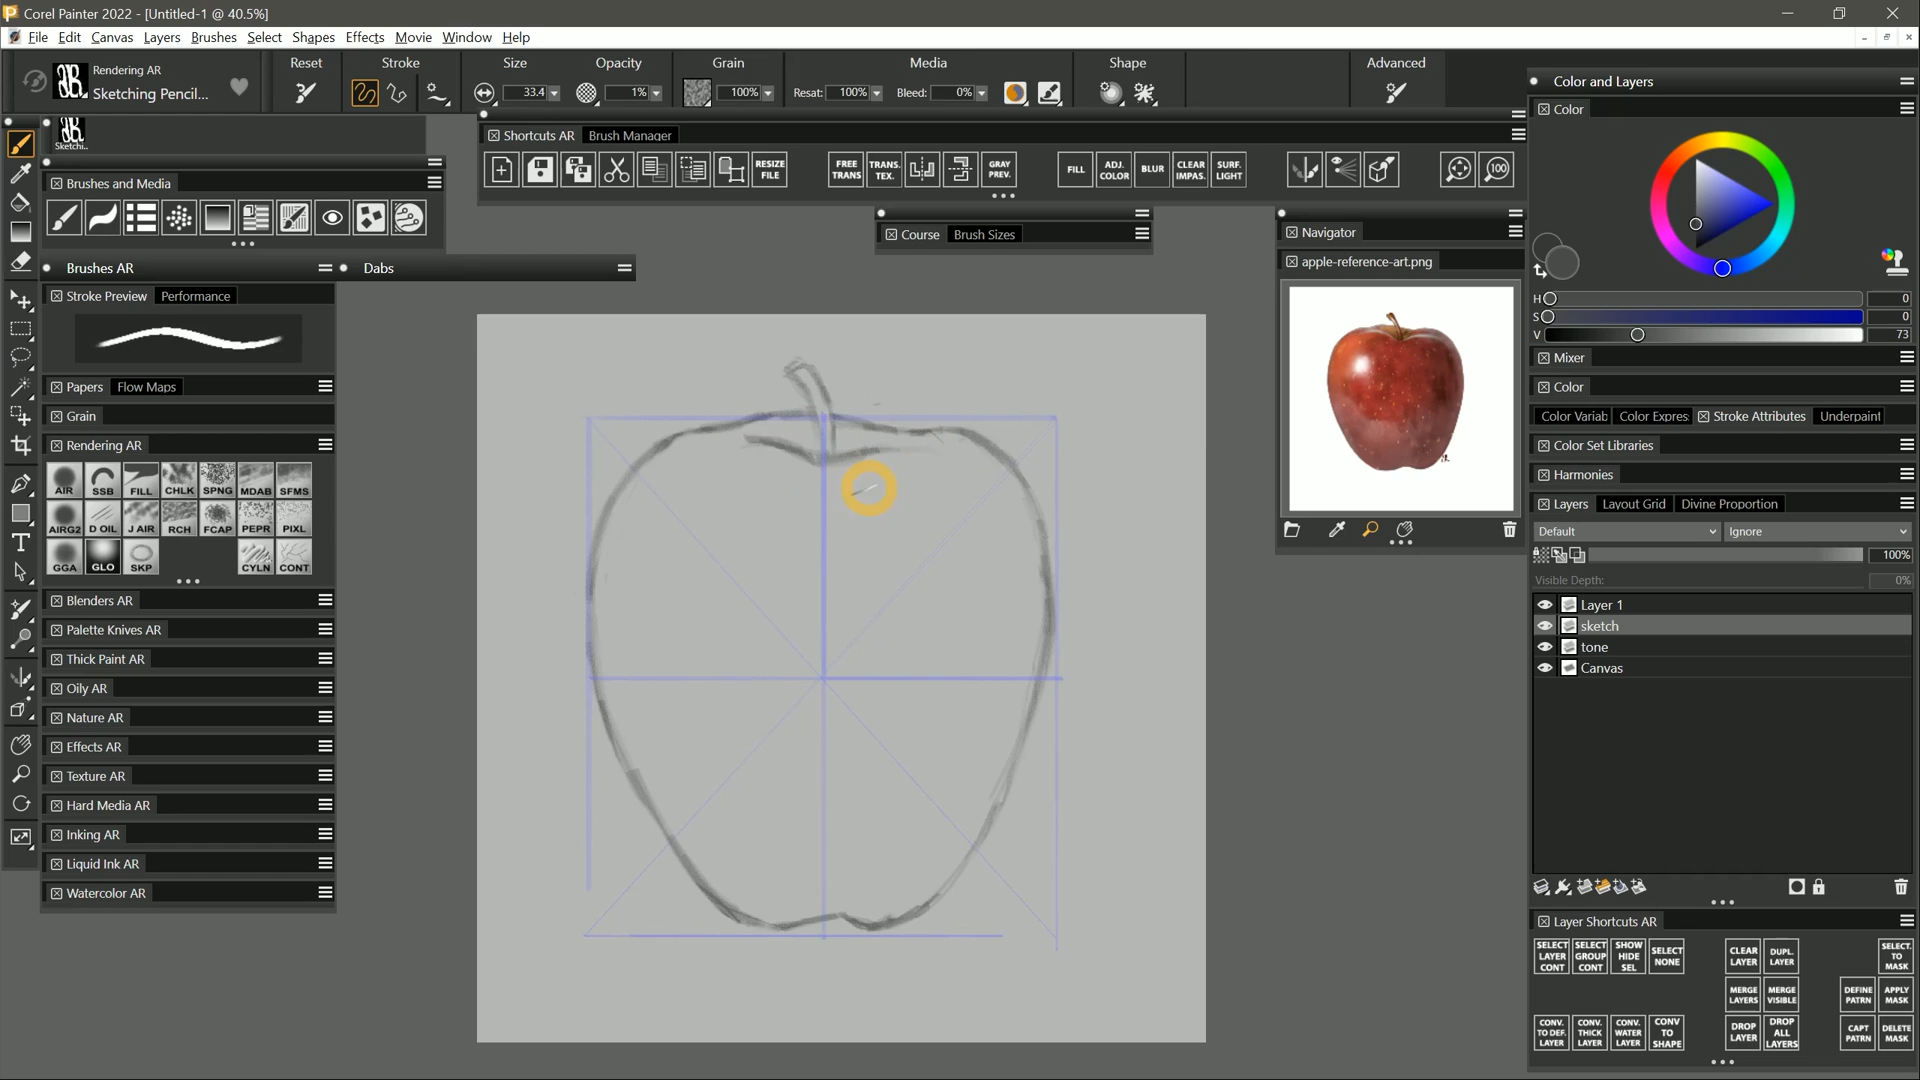 Corel Painter 2022 - [Untitled-1 @ 40.5%]
File Edit Canvas Layers Brushes Select Shapes Effects Movie Window Help
Rendering AR
Sketching Pencil...
Reset Stroke Size Opacity Grain Media Shape Advanced
33.4 1% 100% Resat: 100% Bleed: 0%
Sketchi..
Brushes and Media
Shortcuts AR Brush Manager
RESIZE FILE
FREE TRANS
TRANS. TEX.
GRAY PREV.
FILL
ADJ. COLOR
BLUR
CLEAR IMPAS.
SURF. LIGHT
100
Course Brush Sizes
Navigator
apple-reference-art.png
Brushes AR
Dabs
Stroke Preview Performance
Papers Flow Maps
Grain
Rendering AR
AIR SSB FILL CHLK SPNG MDAB SFMS
AIRG2 D OIL J AIR RCH FCAP PEPR PIXL
GGA GLO SKP CYLN CONT
Blenders AR
Palette Knives AR
Thick Paint AR
Oily AR
Nature AR
Effects AR
Texture AR
Hard Media AR
Inking AR
Liquid Ink AR
Watercolor AR
Color and Layers
Color
H 0
S 0
V 73
Mixer
Color
Color Variab Color Expres Stroke Attributes Underpaint
Color Set Libraries
Harmonies
Layers Layout Grid Divine Proportion
Default Ignore
100%
Visible Depth: 0%
Layer 1
sketch
tone
Canvas
Layer Shortcuts AR
SELECT LAYER CONT
SELECT GROUP CONT
SHOW HIDE SEL
SELECT NONE
CLEAR LAYER
DUPL. LAYER
SELECT. TO MASK
MERGE LAYERS
MERGE VISIBLE
DEFINE PATRN
APPLY MASK
CONV. TO DEF. LAYER
CONV. THICK LAYER
CONV. WATER LAYER
CONV TO SHAPE
DROP LAYER
DROP ALL LAYERS
CAPT PATRN
DELETE MASK